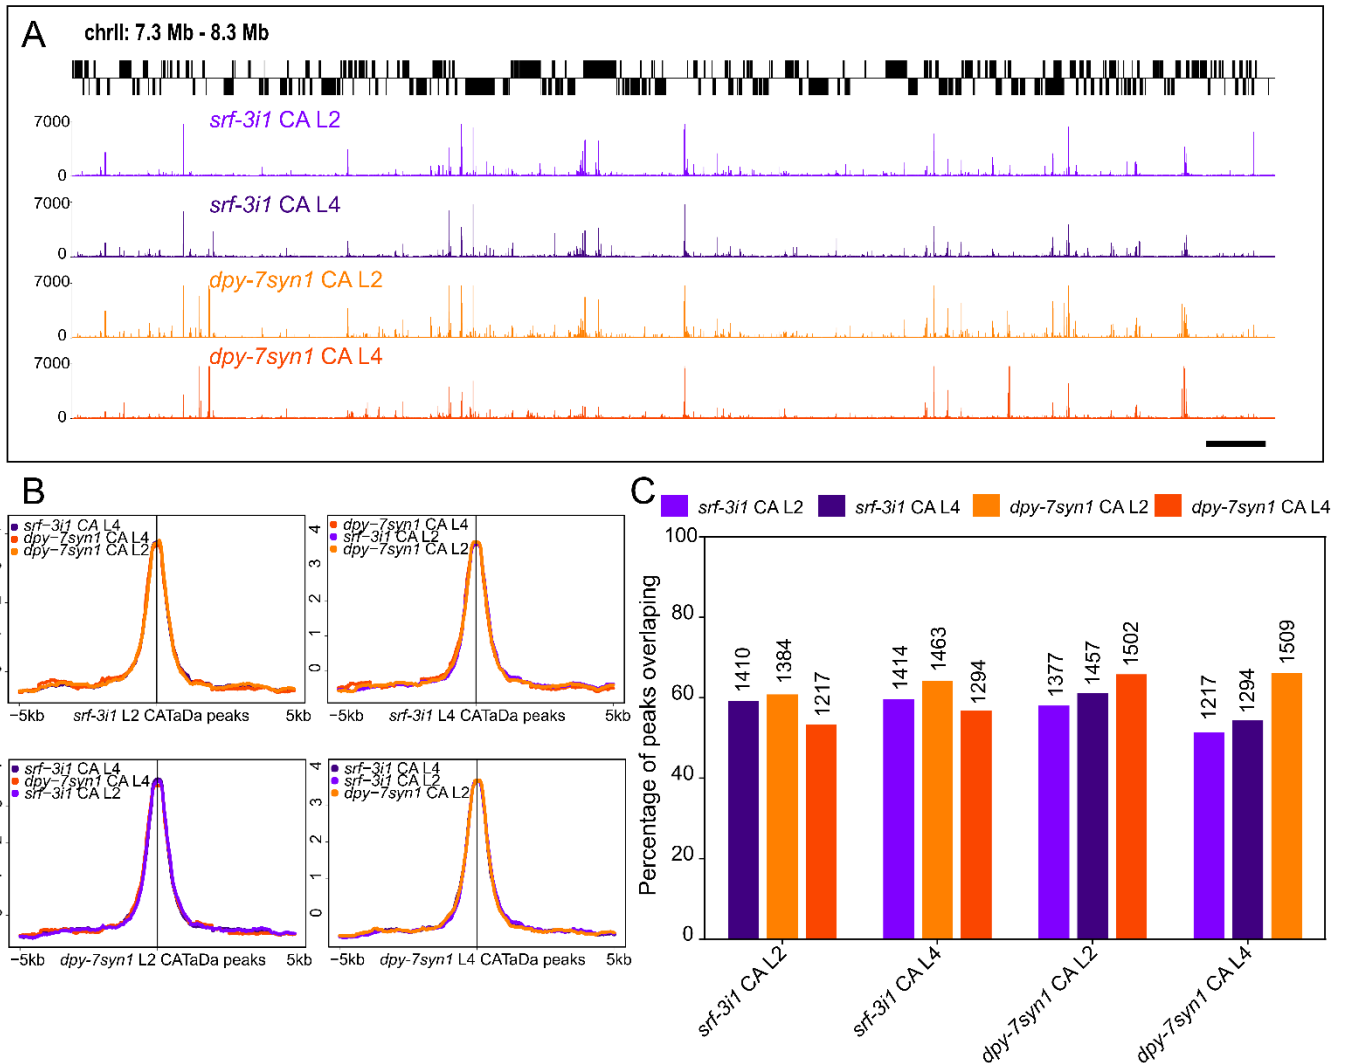 A
chrII: 7.3 Mb - 8.3 Mb
srf-3i1 CA L2
7000
0
srf-3i1 CA L4
7000
0
dpy-7syn1 CA L2
7000
0
dpy-7syn1 CA L4
7000
0
B
srf-3i1 CA L4
dpy-7syn1 CA L4
dpy-7syn1 CA L2
−5kb
srf-3i1 L2 CATaDa peaks
5kb
dpy-7syn1 CA L4
srf-3i1 CA L2
dpy-7syn1 CA L2
4
3
2
1
0
−5kb
srf-3i1 L4 CATaDa peaks
5kb
srf-3i1 CA L4
dpy-7syn1 CA L4
srf-3i1 CA L2
−5kb
dpy-7syn1 L2 CATaDa peaks
5kb
srf-3i1 CA L4
srf-3i1 CA L2
dpy-7syn1 CA L2
4
3
2
1
0
−5kb
dpy-7syn1 L4 CATaDa peaks
5kb
C
srf-3i1 CA L2
srf-3i1 CA L4
dpy-7syn1 CA L2
dpy-7syn1 CA L4
Percentage of peaks overlaping
100
80
60
40
20
0
1410
1384
1217
1414
1463
1294
1377
1457
1502
1217
1294
1509
srf-3i1 CA L2
srf-3i1 CA L4
dpy-7syn1 CA L2
dpy-7syn1 CA L4